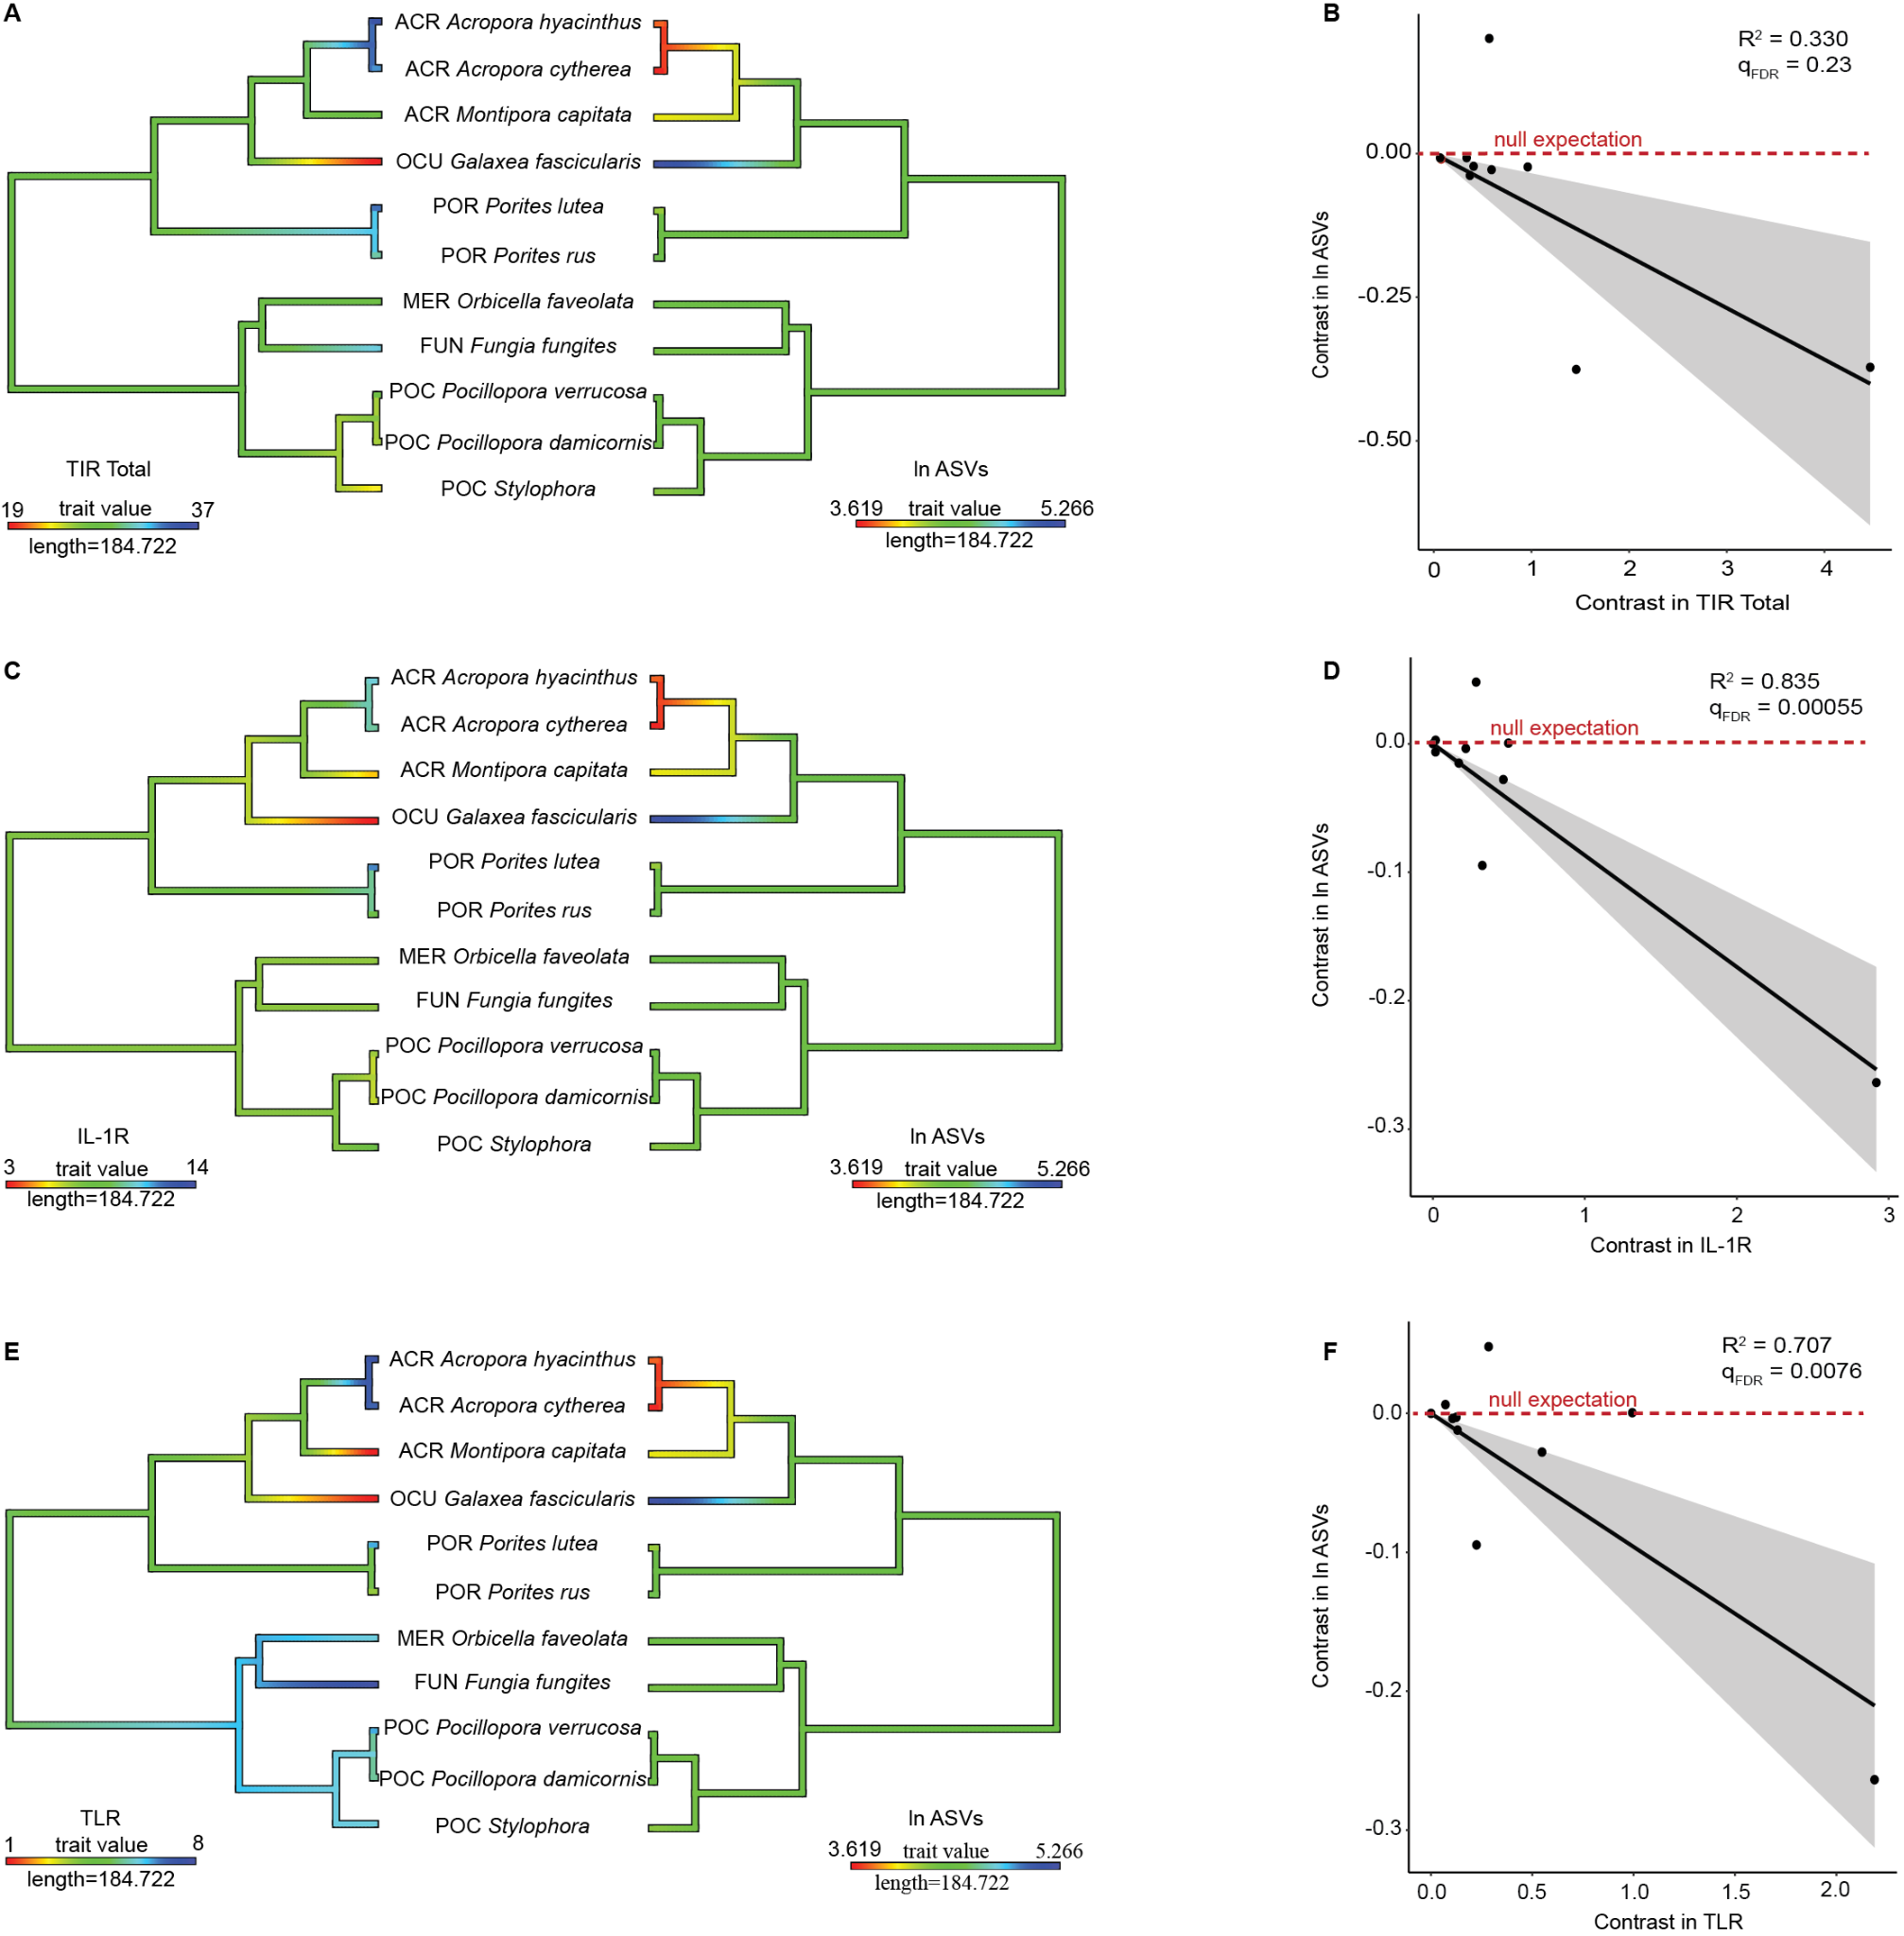 A
ACR Acropora hyacinthus
ACR Acropora cytherea
ACR Montipora capitata
OCU Galaxea fascicularis
POR Porites lutea
POR Porites rus
MER Orbicella faveolata
FUN Fungia fungites
POC Pocillopora verrucosa
POC Pocillopora damicornis
POC Stylophora
TIR Total
19 trait value 37
length=184.722
ln ASVs
3.619 trait value 5.266
length=184.722
B
R² = 0.330
qFDR = 0.23
null expectation
0.00
-0.25
-0.50
Contrast in ln ASVs
0 1 2 3 4
Contrast in TIR Total
C
ACR Acropora hyacinthus
ACR Acropora cytherea
ACR Montipora capitata
OCU Galaxea fascicularis
POR Porites lutea
POR Porites rus
MER Orbicella faveolata
FUN Fungia fungites
POC Pocillopora verrucosa
POC Pocillopora damicornis
POC Stylophora
IL-1R
3 trait value 14
length=184.722
ln ASVs
3.619 trait value 5.266
length=184.722
D
R² = 0.835
qFDR = 0.00055
null expectation
0.0
-0.1
-0.2
-0.3
Contrast in ln ASVs
0 1 2 3
Contrast in IL-1R
E
ACR Acropora hyacinthus
ACR Acropora cytherea
ACR Montipora capitata
OCU Galaxea fascicularis
POR Porites lutea
POR Porites rus
MER Orbicella faveolata
FUN Fungia fungites
POC Pocillopora verrucosa
POC Pocillopora damicornis
POC Stylophora
TLR
1 trait value 8
length=184.722
ln ASVs
3.619 trait value 5.266
length=184.722
F
R² = 0.707
qFDR = 0.0076
null expectation
0.0
-0.1
-0.2
-0.3
Contrast in ln ASVs
0.0 0.5 1.0 1.5 2.0
Contrast in TLR